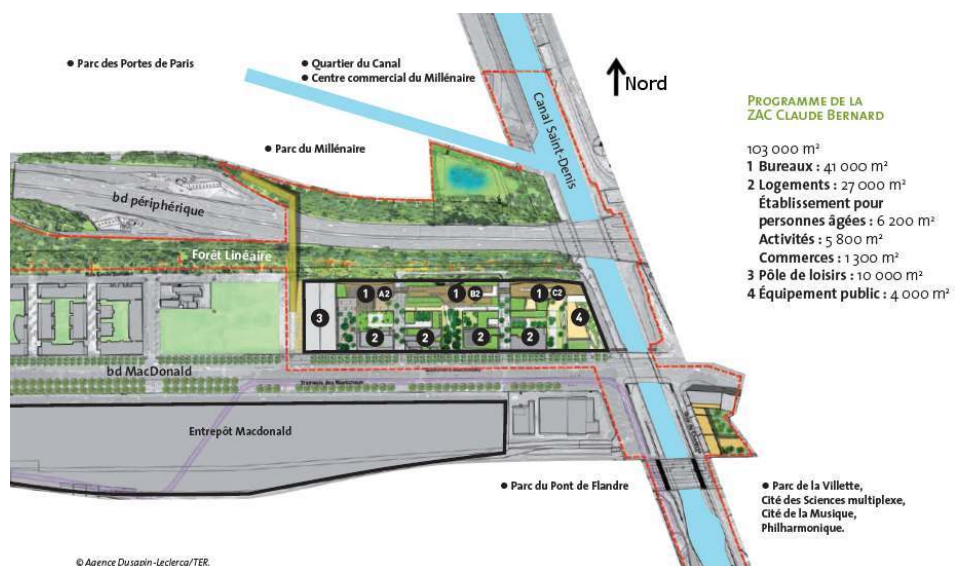 ● Parc des Portes de Paris
● Quartier du Canal
● Centre commercial du Millénaire
Nord
Canal Saint-Denis
PROGRAMME DE LA
ZAC CLAUDE BERNARD
103 000 m²
1 Bureaux : 41 000 m²
2 Logements : 27 000 m²
Établissement pour
personnes âgées : 6 200 m²
Activités : 5 800 m²
Commerces : 1 300 m²
3 Pôle de loisirs : 10 000 m²
4 Équipement public : 4 000 m²
● Parc du Millénaire
bd périphérique
Forêt Linéaire
1 A2
1 B2
1 C2
3
4
2
2
2
2
bd MacDonald
Tramway des Maréchaux
Entrepôt Macdonald
● Parc du Pont de Flandre
● Parc de la Villette,
Cité des Sciences multiplexe,
Cité de la Musique,
Philharmonique.
© Agence Dusapin-Leclercq/TER.